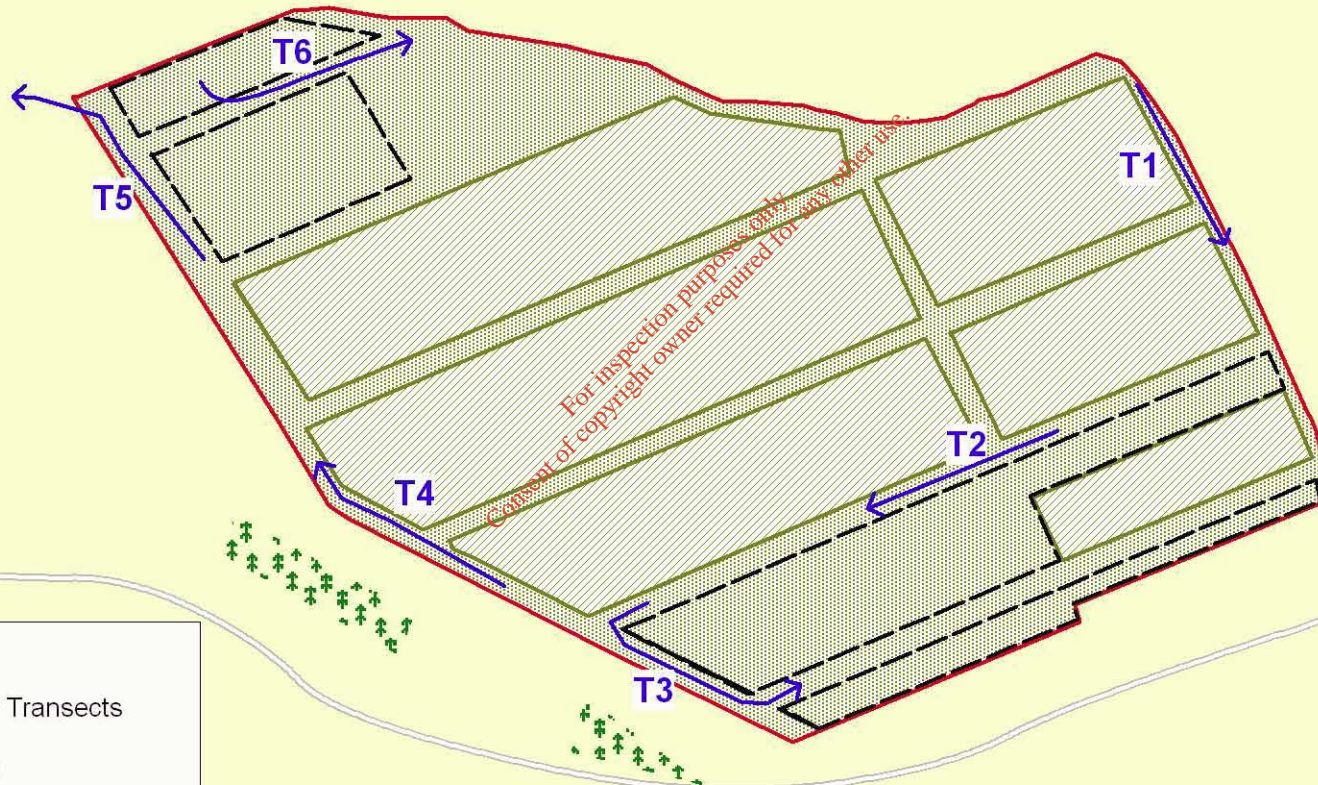 T6
T5
T1
T2
T4
T3
For inspection purposes only.
Consent of copyright owner required for any other use.
Transects